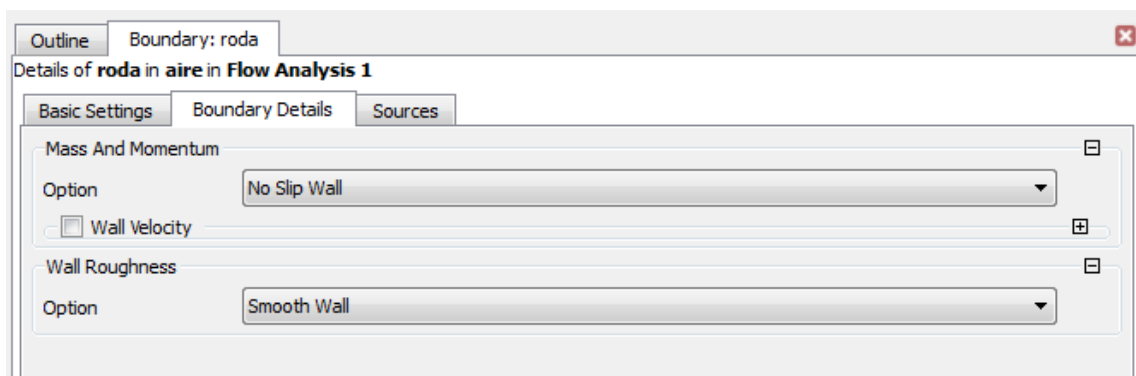 Outline Boundary: roda
Details of roda in aire in Flow Analysis 1
Basic Settings Boundary Details Sources
Mass And Momentum
Option No Slip Wall
Wall Velocity
Wall Roughness
Option Smooth Wall